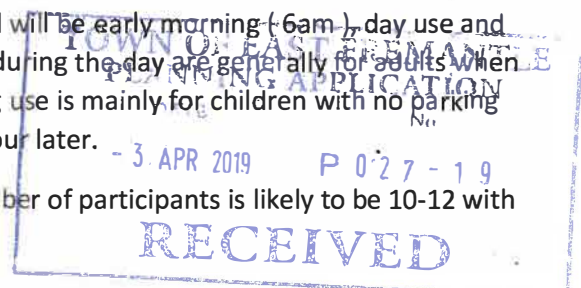 will be early morning ( 6am ), day use and
TOWN OF EAST FREMANTLE
during the day are generally for adults when
PLANNING APPLICATION
use is mainly for children with no parking
No.
our later.
- 3. APR 2019 P 027 - 19
ber of participants is likely to be 10-12 with
RECEIVED